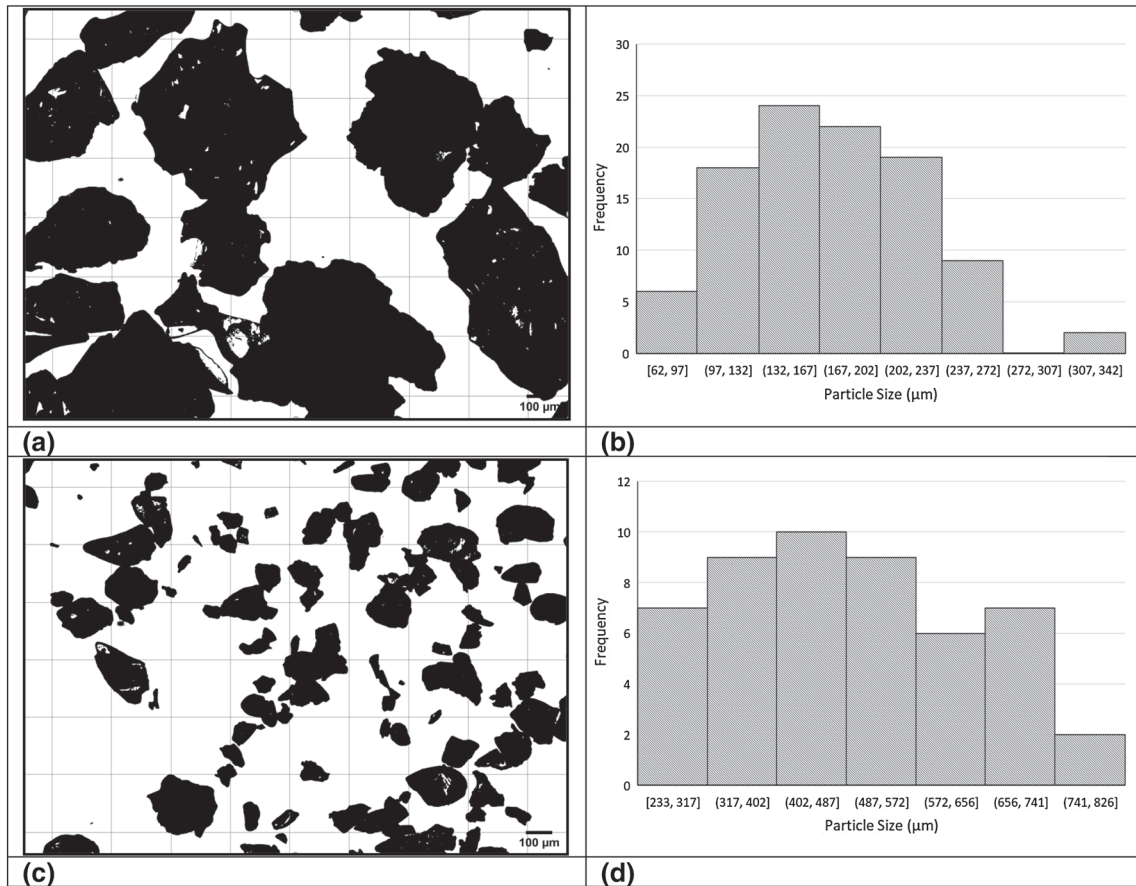 100 µm
(a)
30
25
20
15
10
5
0
Frequency
[62, 97]
(97, 132]
(132, 167]
(167, 202]
(202, 237]
(237, 272]
(272, 307]
(307, 342]
Particle Size (µm)
(b)
100 µm
(c)
12
10
8
6
4
2
0
Frequency
[233, 317]
(317, 402]
(402, 487]
(487, 572]
(572, 656]
(656, 741]
(741, 826]
Particle Size (µm)
(d)